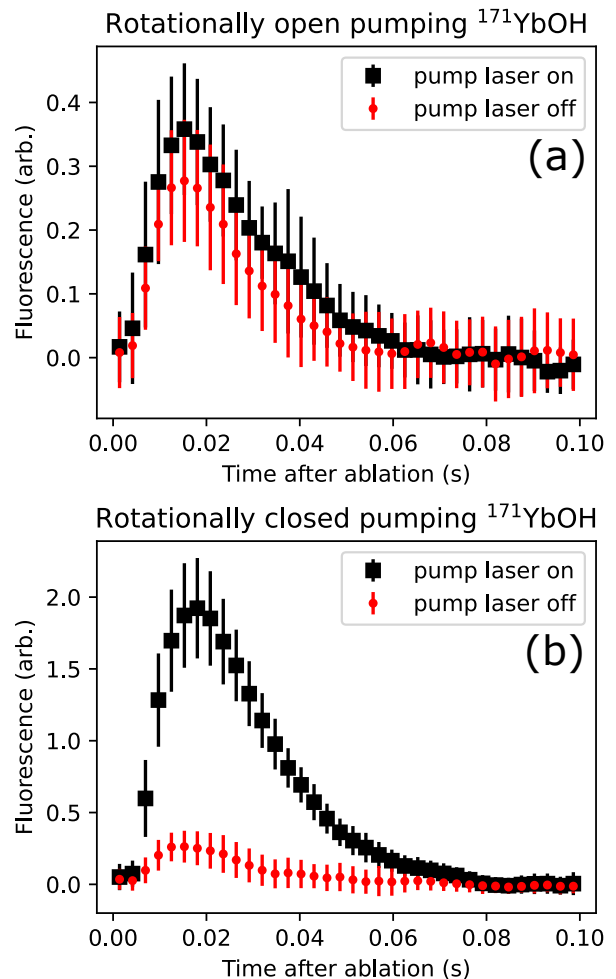 Rotationally open pumping ¹⁷¹YbOH
pump laser on
pump laser off
(a)
Fluorescence (arb.)
0.4
0.3
0.2
0.1
0.0
0.00 0.02 0.04 0.06 0.08 0.10
Time after ablation (s)
Rotationally closed pumping ¹⁷¹YbOH
pump laser on
pump laser off
(b)
Fluorescence (arb.)
2.0
1.5
1.0
0.5
0.0
0.00 0.02 0.04 0.06 0.08 0.10
Time after ablation (s)